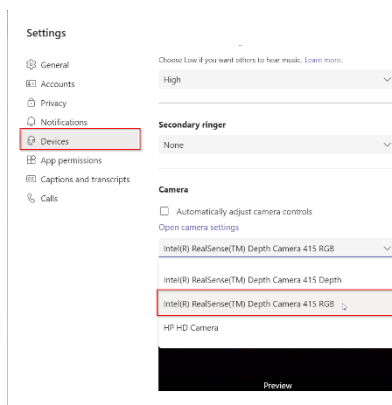 Settings
General
Accounts
Privacy
Notifications
Devices
App permissions
Captions and transcripts
Calls
Choose Low if you want others to hear music. Learn more.
High
Secondary ringer
None
Camera
Automatically adjust camera controls
Open camera settings
Intel(R) RealSense(TM) Depth Camera 415 RGB
Intel(R) RealSense(TM) Depth Camera 415 Depth
Intel(R) RealSense(TM) Depth Camera 415 RGB
HP HD Camera
Preview